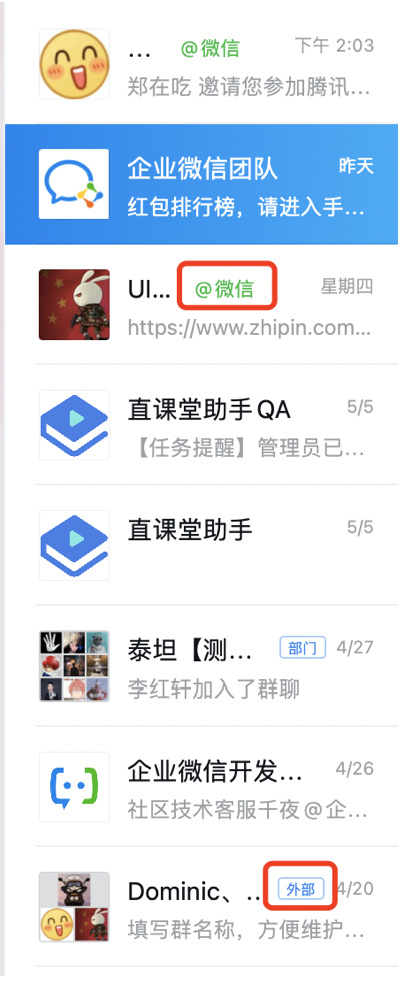 ... @微信 下午 2:03
郑在吃 邀请您参加腾讯...
企业微信团队 昨天
红包排行榜，请进入手...
UI... @微信 星期四
https://www.zhipin.com...
直课堂助手QA 5/5
【任务提醒】管理员已...
直课堂助手 5/5
泰坦【测... 部门 4/27
李红轩加入了群聊
企业微信开发... 4/26
社区技术客服千夜@企...
Dominic、... 外部 4/20
填写群名称，方便维护...